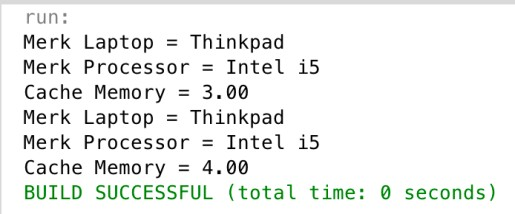 run:
Merk Laptop = Thinkpad
Merk Processor = Intel i5
Cache Memory = 3.00
Merk Laptop = Thinkpad
Merk Processor = Intel i5
Cache Memory = 4.00
BUILD SUCCESSFUL (total time: 0 seconds)